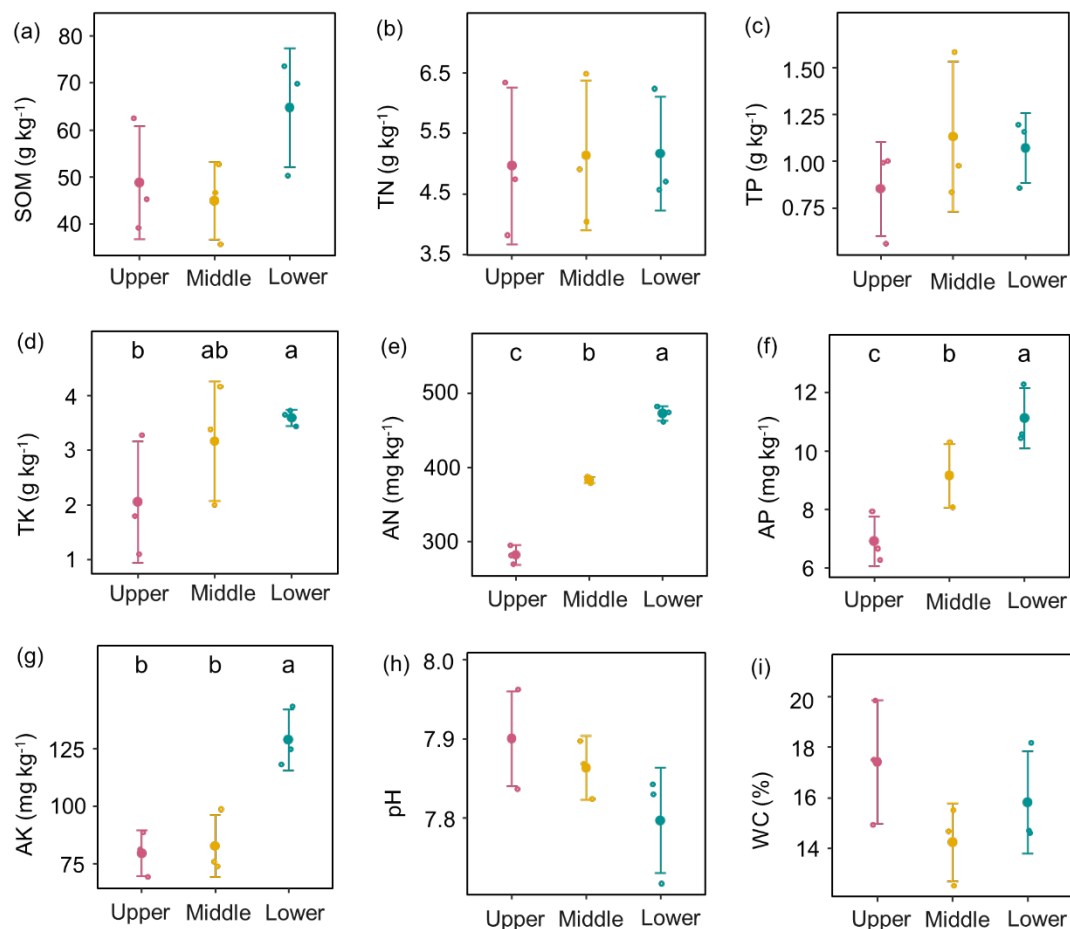 (a)
SOM (g kg⁻¹)
80
70
60
50
40
Upper Middle Lower
(b)
TN (g kg⁻¹)
6.5
5.5
4.5
3.5
Upper Middle Lower
(c)
TP (g kg⁻¹)
1.50
1.25
1.00
0.75
Upper Middle Lower
(d)
b ab a
TK (g kg⁻¹)
4
3
2
1
Upper Middle Lower
(e)
c b a
AN (mg kg⁻¹)
500
400
300
Upper Middle Lower
(f)
c b a
AP (mg kg⁻¹)
12
10
8
6
Upper Middle Lower
(g)
b b a
AK (mg kg⁻¹)
125
100
75
Upper Middle Lower
(h)
pH
8.0
7.9
7.8
Upper Middle Lower
(i)
WC (%)
20
18
16
14
Upper Middle Lower